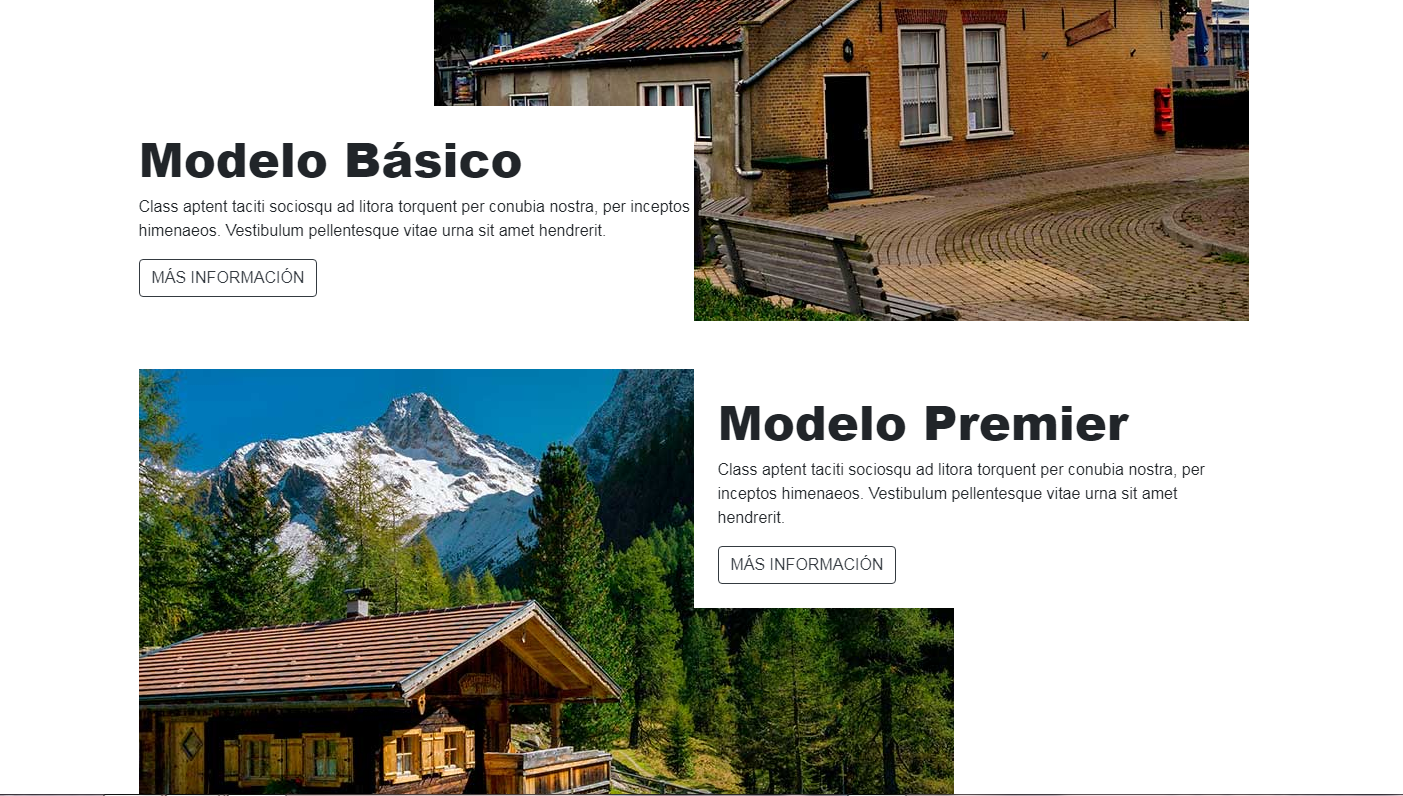 Modelo Básico
Class aptent taciti sociosqu ad litora torquent per conubia nostra, per inceptos
himenaeos. Vestibulum pellentesque vitae urna sit amet hendrerit.
MÁS INFORMACIÓN
Modelo Premier
Class aptent taciti sociosqu ad litora torquent per conubia nostra, per
inceptos himenaeos. Vestibulum pellentesque vitae urna sit amet
hendrerit.
MÁS INFORMACIÓN